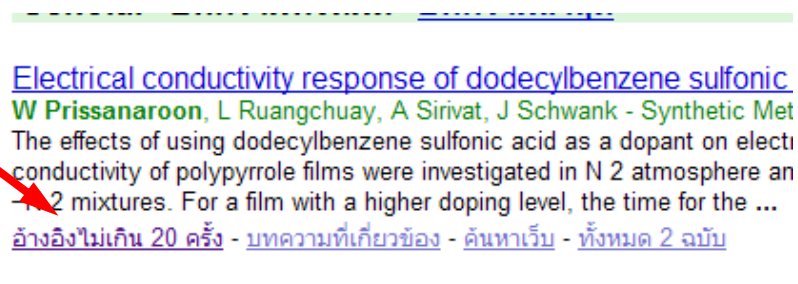 Electrical conductivity response of dodecylbenzene sulfonic
W Prissanaroon, L Ruangchuay, A Sirivat, J Schwank - Synthetic Met
The effects of using dodecylbenzene sulfonic acid as a dopant on electr
conductivity of polypyrrole films were investigated in N 2 atmosphere an
–N 2 mixtures. For a film with a higher doping level, the time for the ...
อ้างอิงไม่เกิน 20 ครั้ง - บทความที่เกี่ยวข้อง - ค้นหาเว็บ - ทั้งหมด 2 ฉบับ